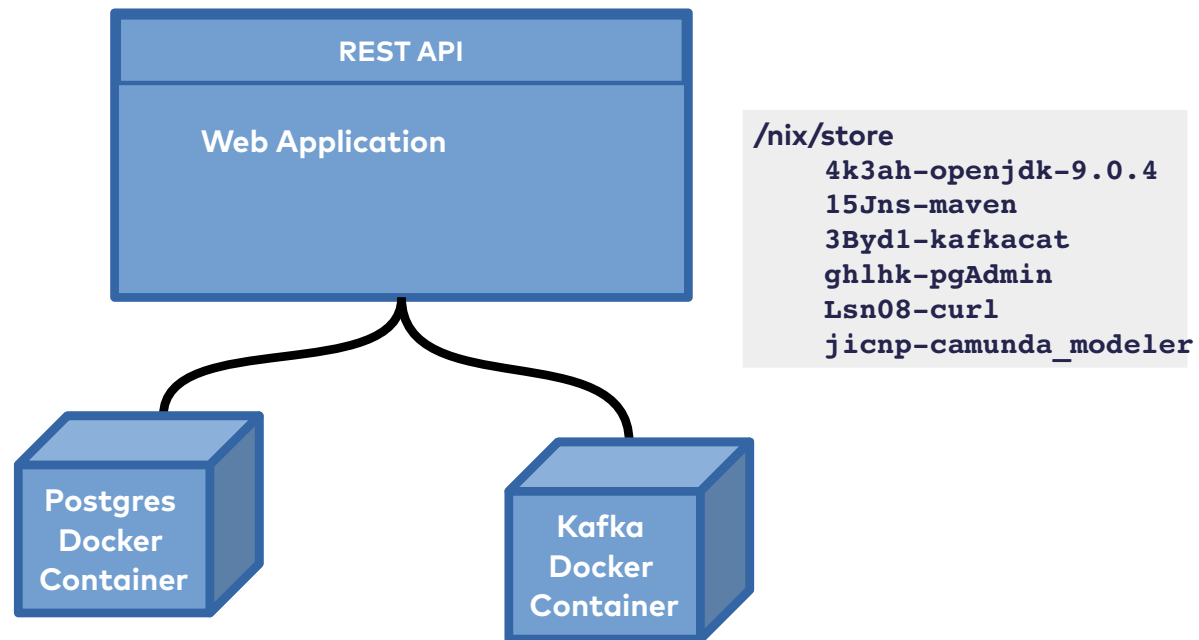 REST API
Web Application
/nix/store
4k3ah-openjdk-9.0.4
15Jns-maven
3Byd1-kafkacat
ghlhk-pgAdmin
Lsn08-curl
jicnp-camunda_modeler
Postgres
Docker
Container
Kafka
Docker
Container